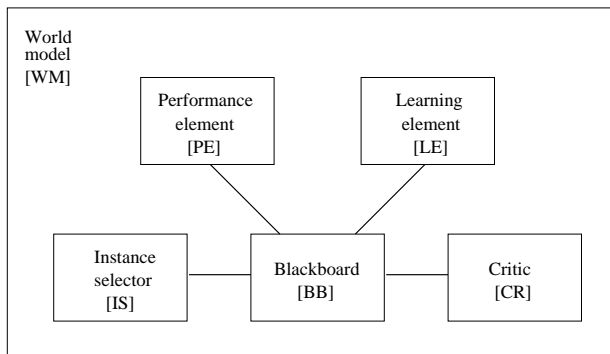 World
model
[WM]
Performance
element
[PE]
Learning
element
[LE]
Instance
selector
[IS]
Blackboard
[BB]
Critic
[CR]